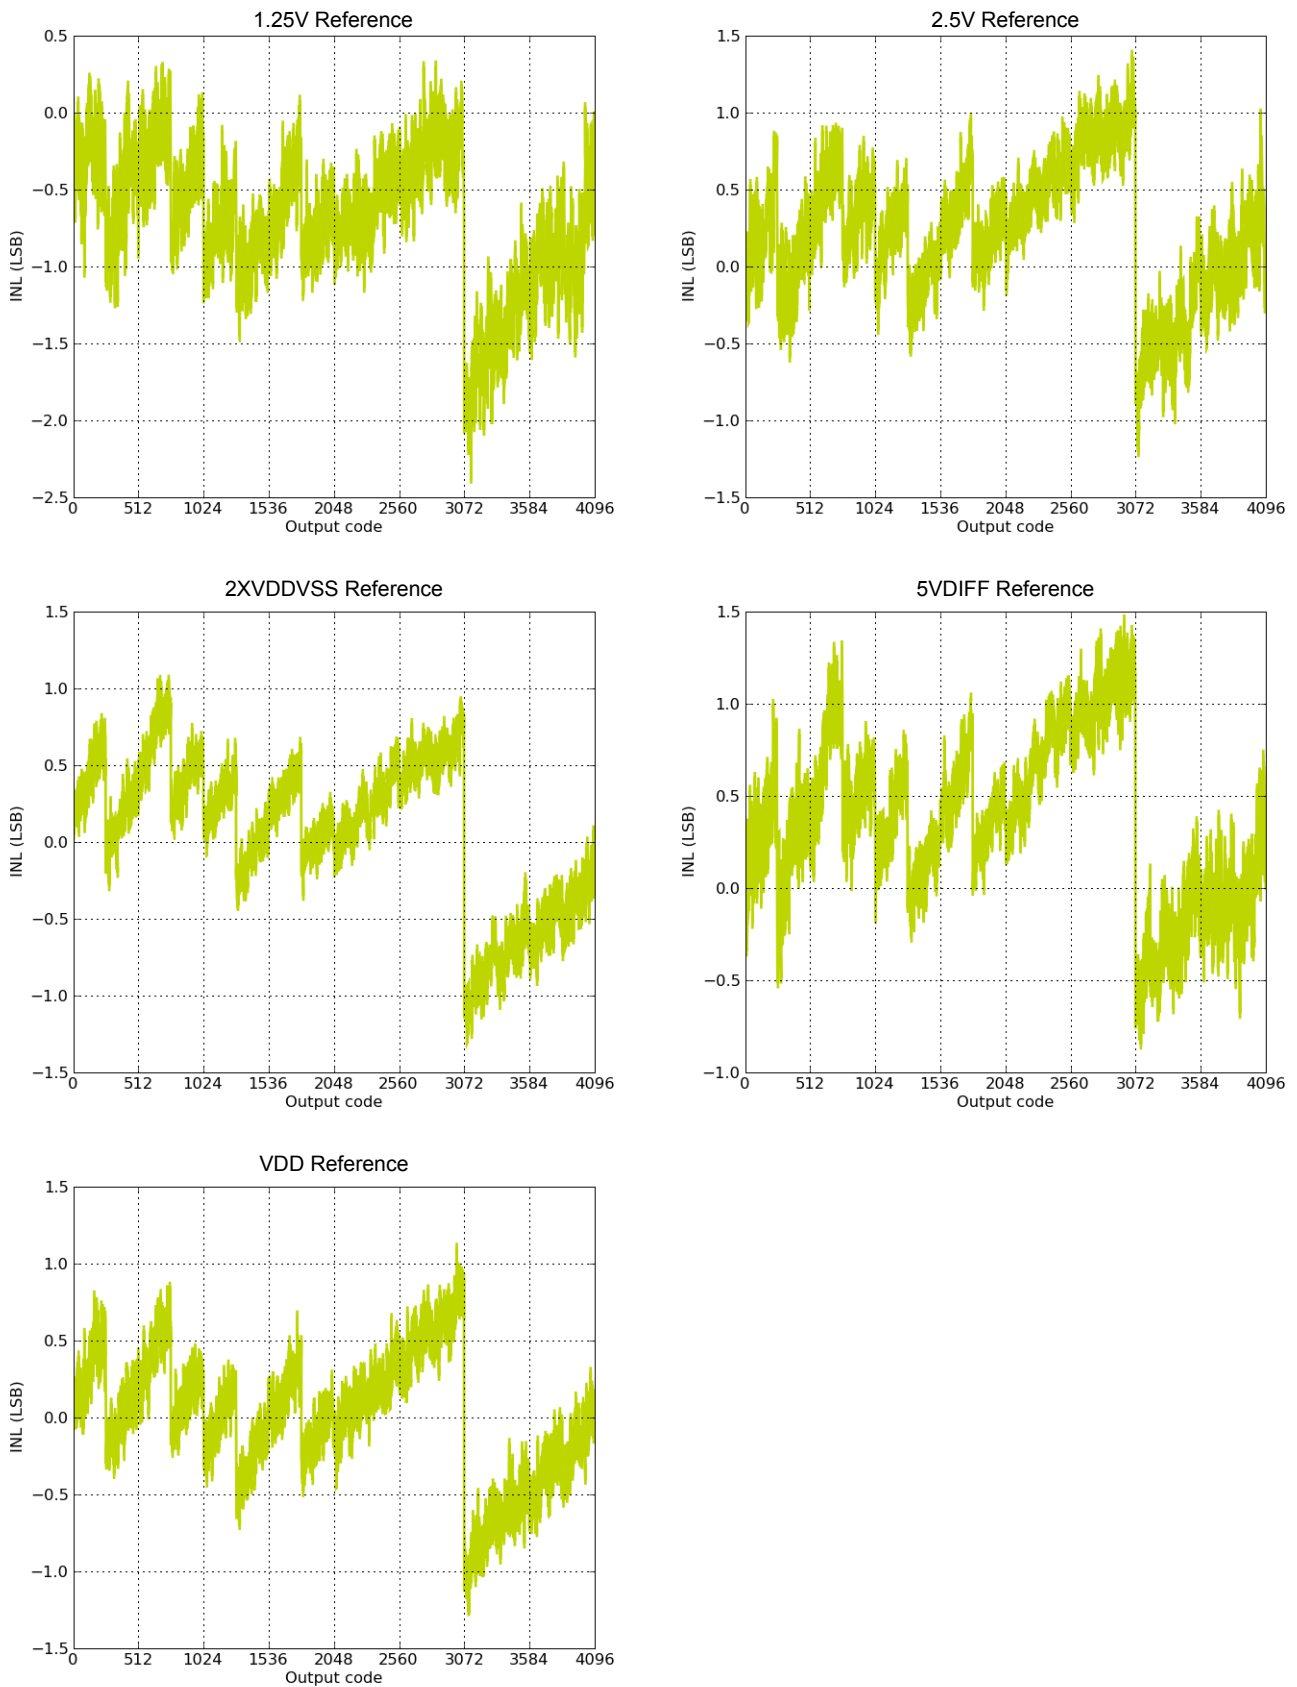 1.25V Reference
0.5
0.0
−0.5
−1.0
−1.5
−2.0
−2.5
INL (LSB)
0 512 1024 1536 2048 2560 3072 3584 4096
Output code
2.5V Reference
1.5
1.0
0.5
0.0
−0.5
−1.0
−1.5
INL (LSB)
0 512 1024 1536 2048 2560 3072 3584 4096
Output code
2XVDDVSS Reference
1.5
1.0
0.5
0.0
−0.5
−1.0
−1.5
INL (LSB)
0 512 1024 1536 2048 2560 3072 3584 4096
Output code
5VDIFF Reference
1.5
1.0
0.5
0.0
−0.5
−1.0
INL (LSB)
0 512 1024 1536 2048 2560 3072 3584 4096
Output code
VDD Reference
1.5
1.0
0.5
0.0
−0.5
−1.0
−1.5
INL (LSB)
0 512 1024 1536 2048 2560 3072 3584 4096
Output code